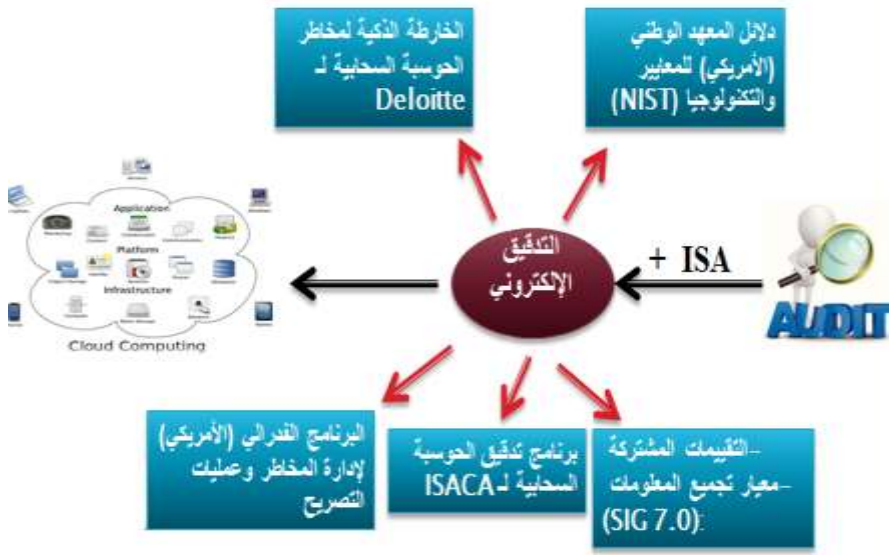 دلائل المعهد الوطني
(الأمريكي) للمعايير
والتكنولوجيا (NIST)
الخارطة الذكية لمخاطر
الحوسبة السحابية لـ
Deloitte
AUDIT
+ ISA
التدقيق
الإلكتروني
Application
Platform
Infrastructure
Cloud Computing
–التقييمات المشتركة
–معيار تجميع المعلومات
(SIG 7.0):
برنامج تدقيق الحوسبة
السحابية لـ ISACA
البرنامج الفدرالي (الأمريكي)
لإدارة المخاطر وعمليات
التصريح